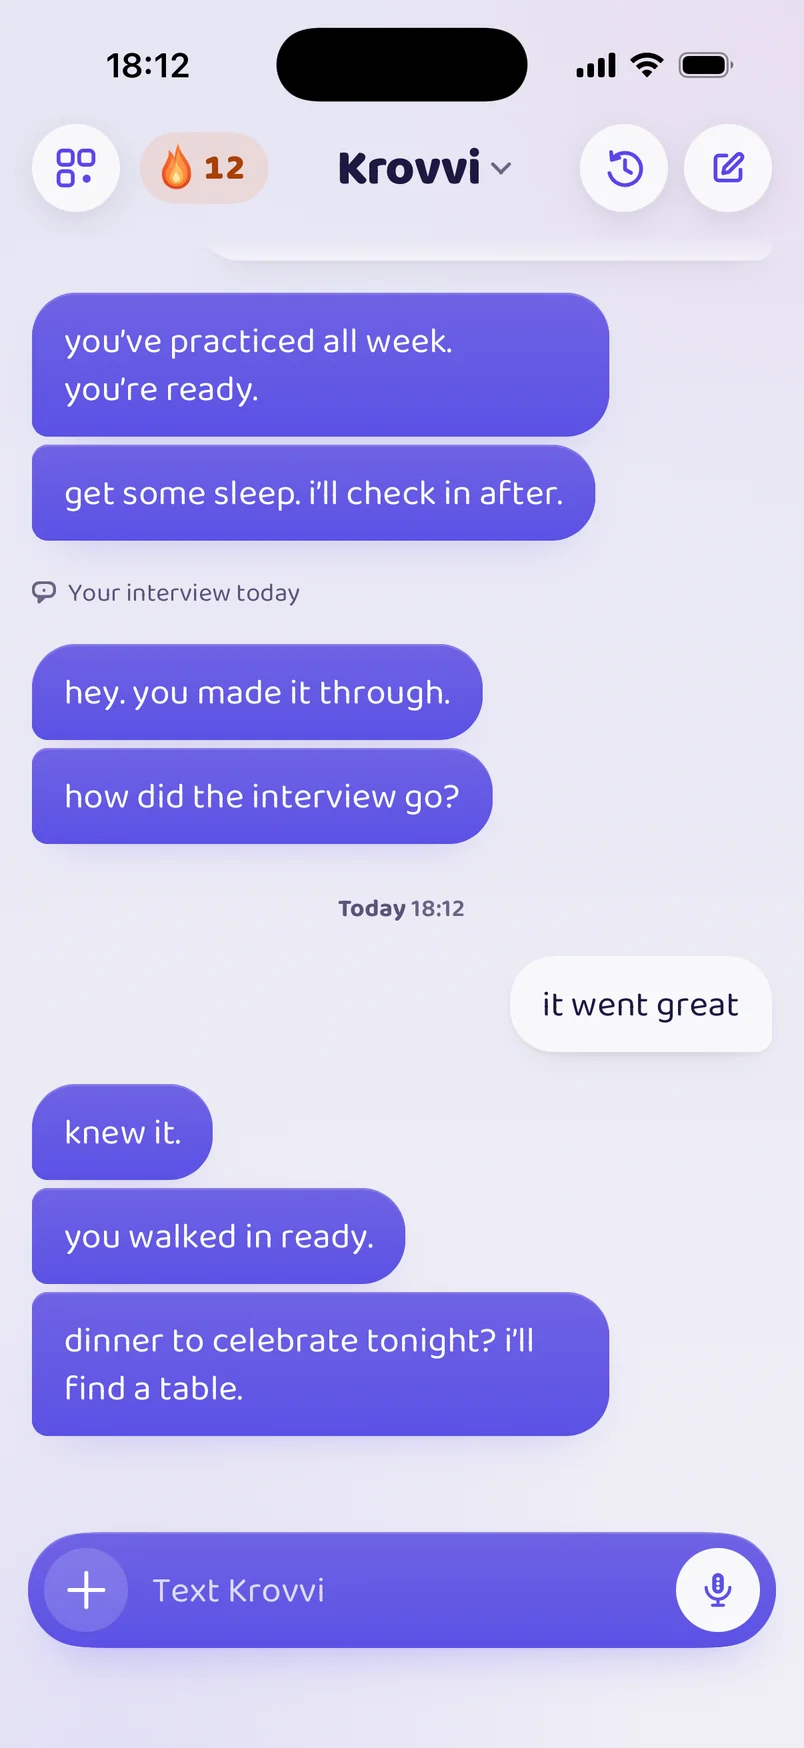 18:12
12
Krovvi
you've practiced all week.
you're ready.
get some sleep. i'll check in after.
Your interview today
hey. you made it through.
how did the interview go?
Today 18:12
it went great
knew it.
you walked in ready.
dinner to celebrate tonight? i'll
find a table.
Text Krovvi